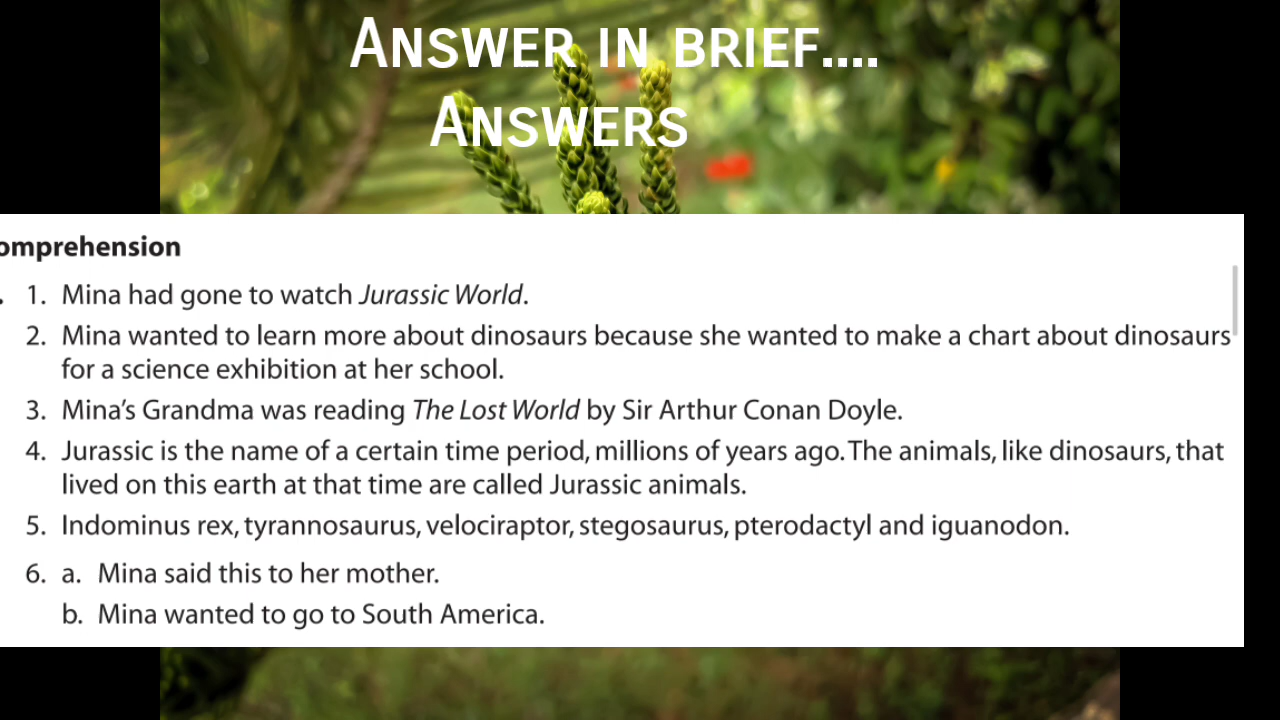 Answer in brief....
Answers
omprehension
. 1. Mina had gone to watch Jurassic World.
2. Mina wanted to learn more about dinosaurs because she wanted to make a chart about dinosaurs
for a science exhibition at her school.
3. Mina’s Grandma was reading The Lost World by Sir Arthur Conan Doyle.
4. Jurassic is the name of a certain time period, millions of years ago. The animals, like dinosaurs, that
lived on this earth at that time are called Jurassic animals.
5. Indominus rex, tyrannosaurus, velociraptor, stegosaurus, pterodactyl and iguanodon.
6. a. Mina said this to her mother.
b. Mina wanted to go to South America.